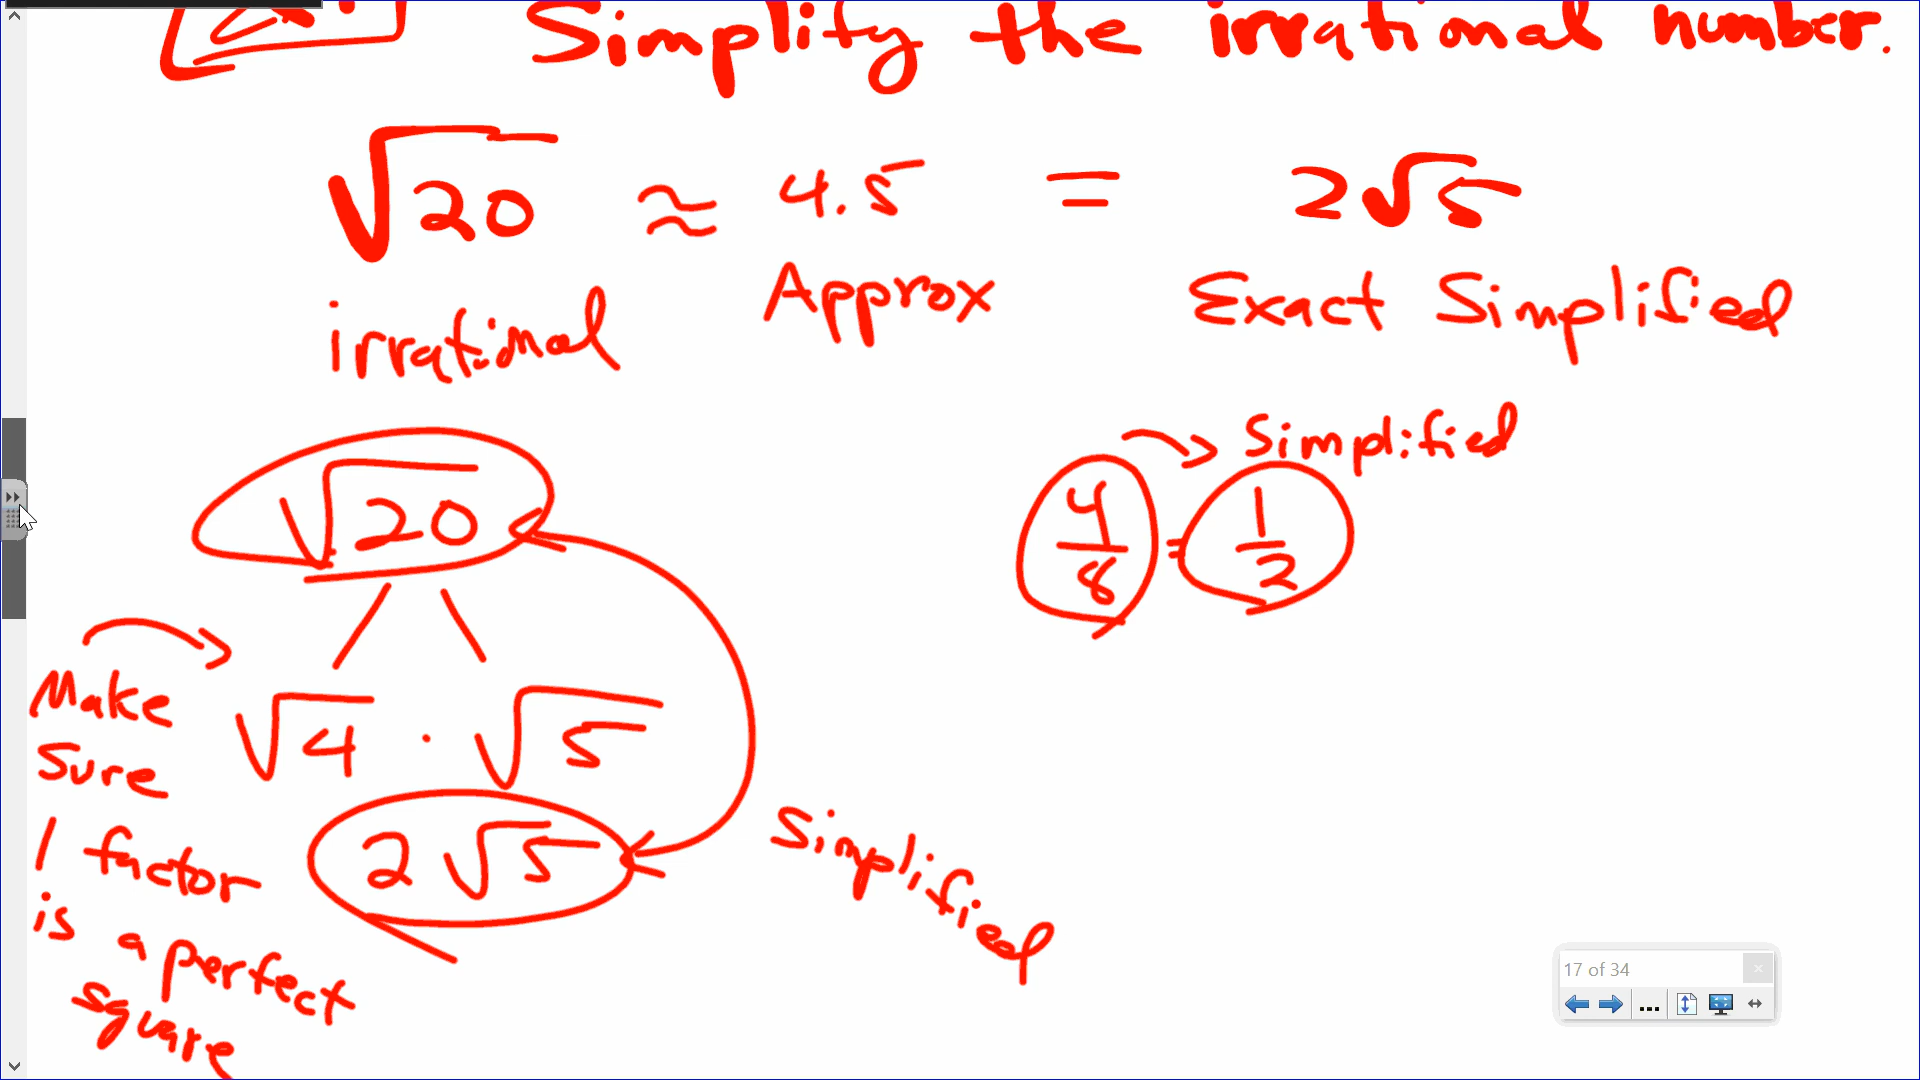 Simplify the irrational number.
√20 ≈ 4.5 = 2√5
irrational Approx Exact Simplified
Simplified
√20
4/8 = 1/2
Make Sure 1 factor is a perfect square
√4 · √5
2√5
Simplified
17 of 34